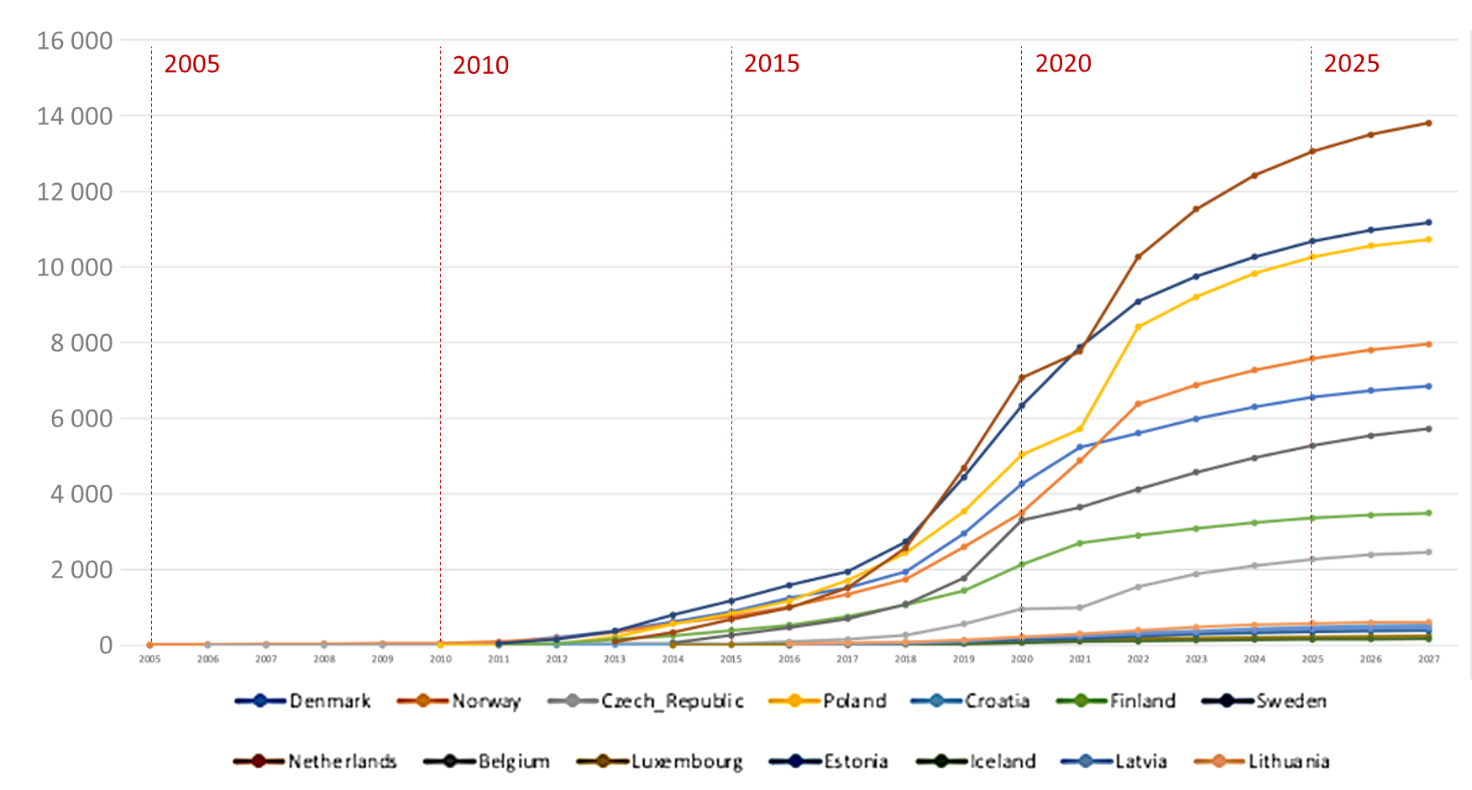 16 000
2005 2010 2015 2020 2025
14 000
12 000
10 000
8 000
6 000
4 000
2 000
0
2005 2006 2007 2008 2009 2010 2011 2012 2013 2014 2015 2016 2017 2018 2019 2020 2021 2022 2023 2024 2025 2026 2027
Denmark Norway Czech_Republic Poland Croatia Finland Sweden
Netherlands Belgium Luxembourg Estonia Iceland Latvia Lithuania